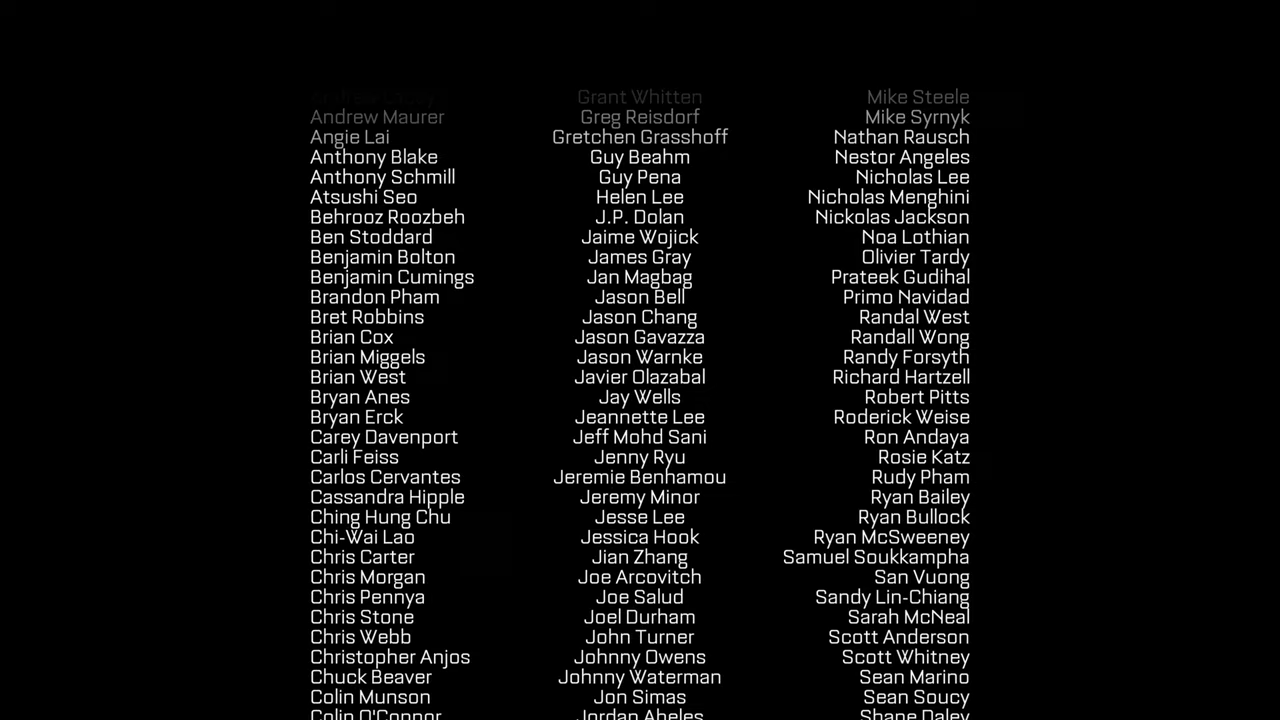 Grant Whitten Mike Steele
Andrew Maurer Greg Reisdorf Mike Syrnyk
Angie Lai Gretchen Grasshoff Nathan Rausch
Anthony Blake Guy Beahm Nestor Angeles
Anthony Schmill Guy Pena Nicholas Lee
Atsushi Seo Helen Lee Nicholas Menghini
Behrooz Roozbeh J.P. Dolan Nickolas Jackson
Ben Stoddard Jaime Wojick Noa Lothian
Benjamin Bolton James Gray Olivier Tardy
Benjamin Cumings Jan Magbag Prateek Gudihal
Brandon Pham Jason Bell Primo Navidad
Bret Robbins Jason Chang Randal West
Brian Cox Jason Gavazza Randall Wong
Brian Miggels Jason Warnke Randy Forsyth
Brian West Javier Olazabal Richard Hartzell
Bryan Anes Jay Wells Robert Pitts
Bryan Erck Jeannette Lee Roderick Weise
Carey Davenport Jeff Mohd Sani Ron Andaya
Carli Feiss Jenny Ryu Rosie Katz
Carlos Cervantes Jeremie Benhamou Rudy Pham
Cassandra Hipple Jeremy Minor Ryan Bailey
Ching Hung Chu Jesse Lee Ryan Bullock
Chi-Wai Lao Jessica Hook Ryan McSweeney
Chris Carter Jian Zhang Samuel Soukkampha
Chris Morgan Joe Arcovitch San Vuong
Chris Pennya Joe Salud Sandy Lin-Chiang
Chris Stone Joel Durham Sarah McNeal
Chris Webb John Turner Scott Anderson
Christopher Anjos Johnny Owens Scott Whitney
Chuck Beaver Johnny Waterman Sean Marino
Colin Munson Jon Simas Sean Soucy
Colin O'Connor Jordan Abeles Shane Daley